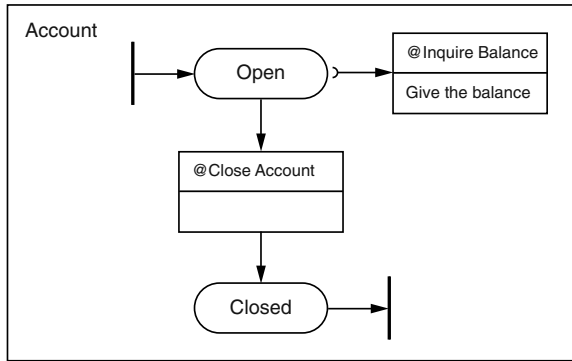 Account
Open
@Inquire Balance
Give the balance
@Close Account
Closed